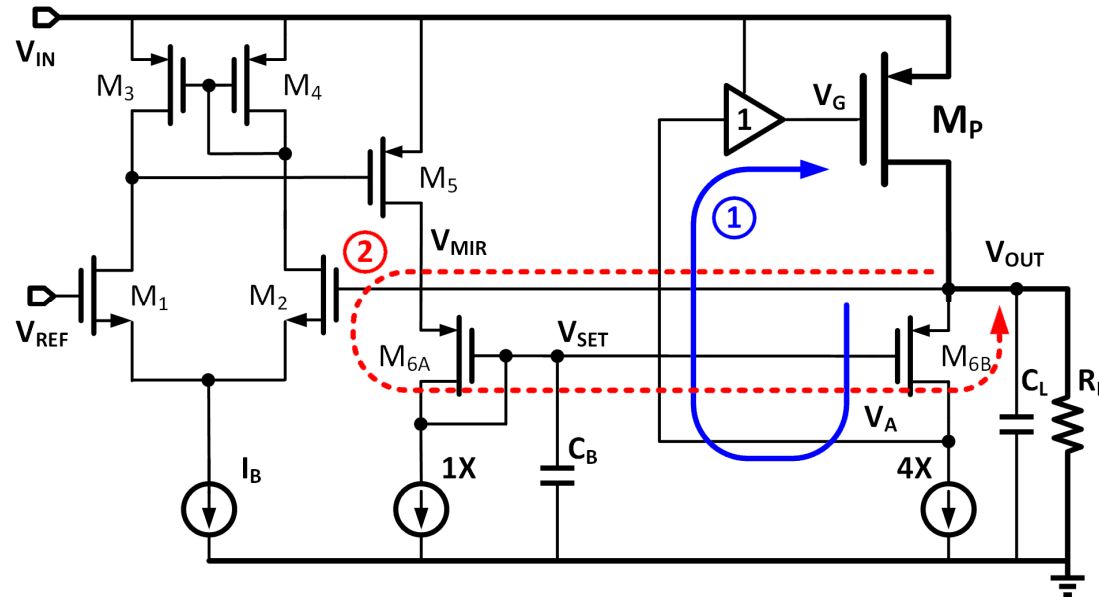 V_IN
M_3
M_4
1
V_G
M_P
M_5
1
2
V_MIR
V_OUT
M_1
M_2
V_REF
V_SET
M_6A
M_6B
C_L
V_A
I_B
1X
C_B
4X